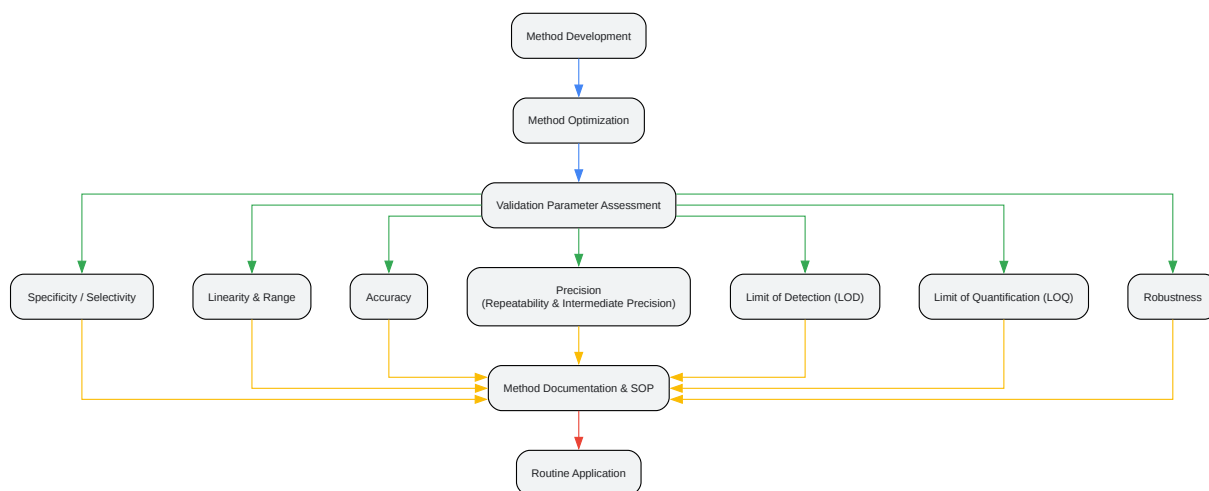 Method Development
Method Optimization
Validation Parameter Assessment
Specificity / Selectivity
Linearity & Range
Accuracy
Precision
(Repeatability & Intermediate Precision)
Limit of Detection (LOD)
Limit of Quantification (LOQ)
Robustness
Method Documentation & SOP
Routine Application